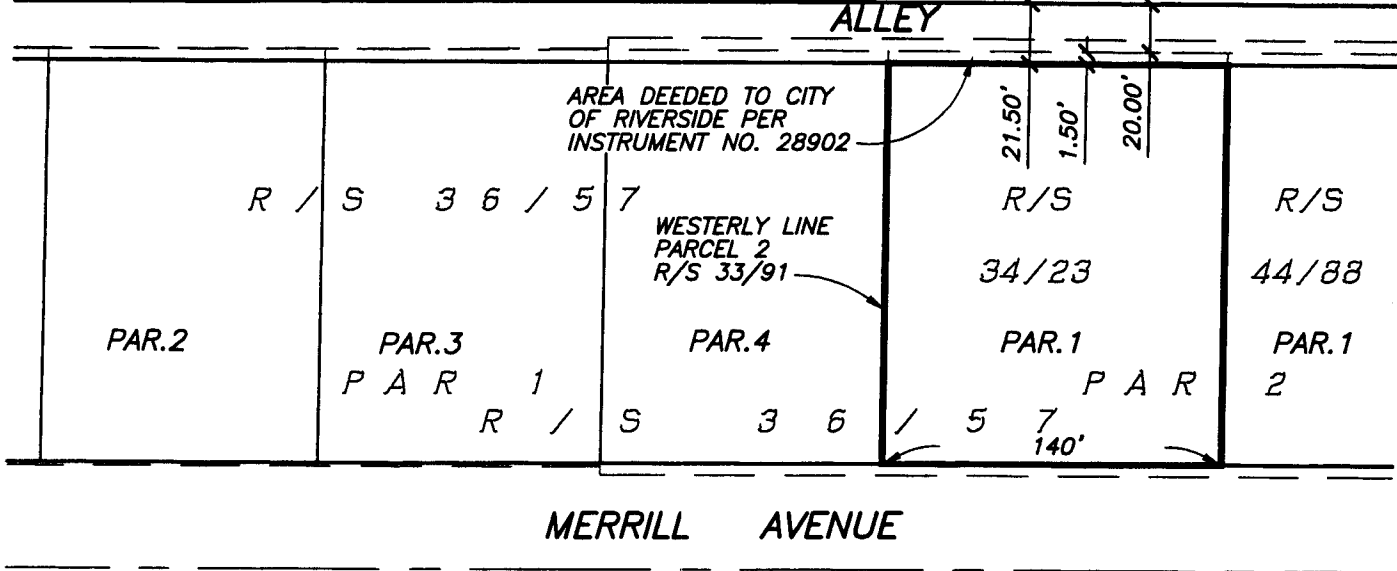 ALLEY
AREA DEEDED TO CITY
OF RIVERSIDE PER
INSTRUMENT NO. 28902
21.50'
1.50'
20.00'
R / S 36 / 57
R/S
R/S
WESTERLY LINE
PARCEL 2
R/S 33/91
34/23
44/88
PAR.2
PAR.3
PAR.4
PAR.1
PAR.1
PAR 1
PAR 2
R / S 36 / 57
140'
MERRILL AVENUE